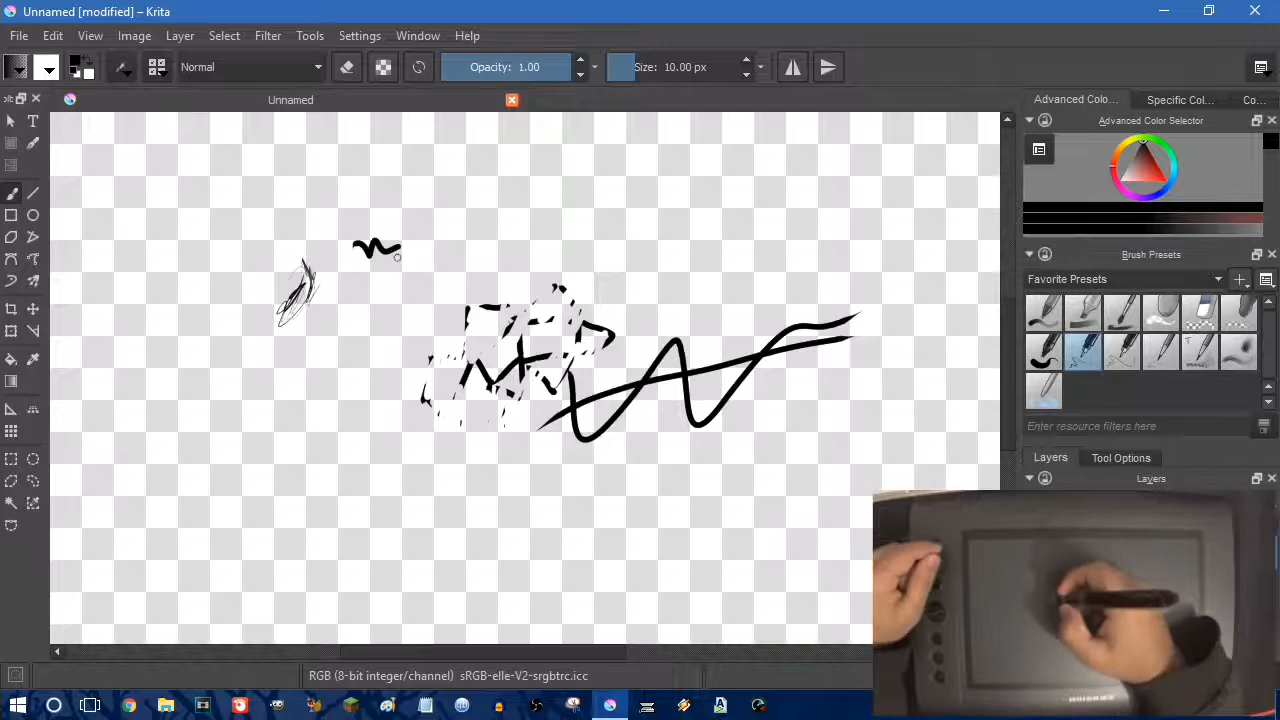 Unnamed [modified] – Krita
File Edit View Image Layer Select Filter Tools Settings Window Help
Normal Opacity: 1.00 Size: 10.00 px
Unnamed
Advanced Colo... Specific Col... Co...
Advanced Color Selector
Brush Presets
Favorite Presets
Enter resource filters here
Layers Tool Options
Layers
RGB (8-bit integer/channel) sRGB-elle-V2-srgbtrc.icc